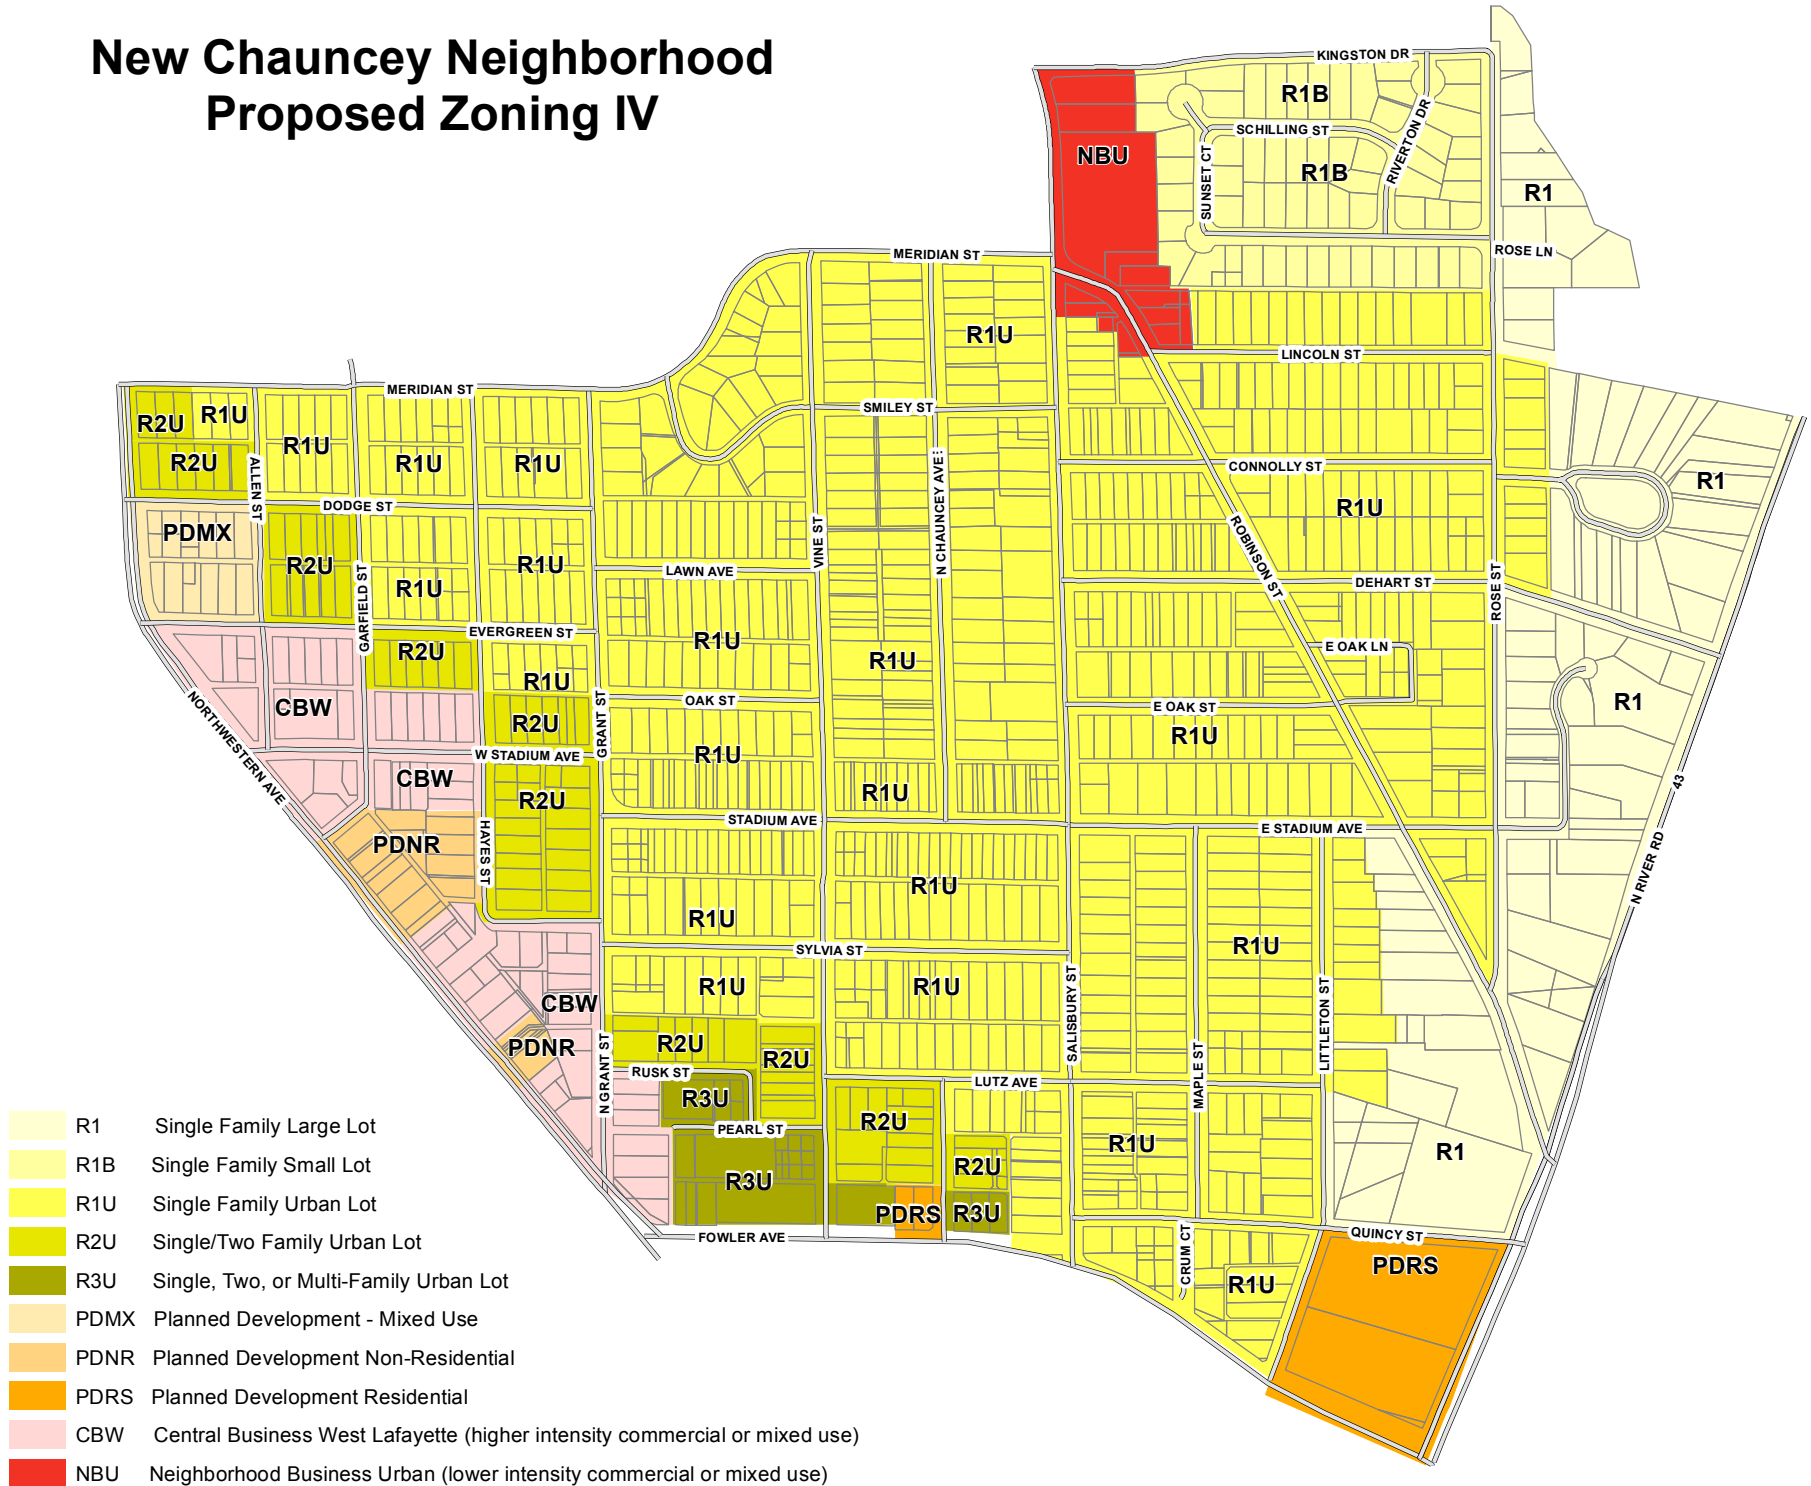 New Chauncey Neighborhood
Proposed Zoning IV
KINGSTON DR
R1B
RIVERTON DR
SCHILLING ST
NBU
SUNSET CT
R1B
R1
ROSE LN
MERIDIAN ST
R1U
LINCOLN ST
MERIDIAN ST
SMILEY ST
R2U
R1U
R1U
R1U
R1U
R2U
ALLEN ST
N CHAUNCEY AVE
CONNOLLY ST
R1
DODGE ST
R1U
PDMX
VINE ST
ROBINSON ST
R2U
R1U
LAWN AVE
R1U
GARFIELD ST
DEHART ST
ROSE ST
EVERGREEN ST
R1U
R2U
R1U
E OAK LN
R1U
R1
OAK ST
E OAK ST
CBW
R2U
GRANT ST
R1U
NORTHWESTERN AVE
W STADIUM AVE
R1U
CBW
R1U
43
R2U
STADIUM AVE
E STADIUM AVE
PDNR
HAYES ST
N RIVER RD
R1U
R1U
SYLVIA ST
R1U
R1U
R1U
CBW
SALISBURY ST
LITTLETON ST
PDNR
R2U
R2U
N GRANT ST
RUSK ST
LUTZ AVE
MAPLE ST
R3U
R2U
PEARL ST
R1U
R1
R2U
R3U
PDRS
R3U
FOWLER AVE
QUINCY ST
CRUM CT
PDRS
R1U
R1 Single Family Large Lot
R1B Single Family Small Lot
R1U Single Family Urban Lot
R2U Single/Two Family Urban Lot
R3U Single, Two, or Multi-Family Urban Lot
PDMX Planned Development - Mixed Use
PDNR Planned Development Non-Residential
PDRS Planned Development Residential
CBW Central Business West Lafayette (higher intensity commercial or mixed use)
NBU Neighborhood Business Urban (lower intensity commercial or mixed use)